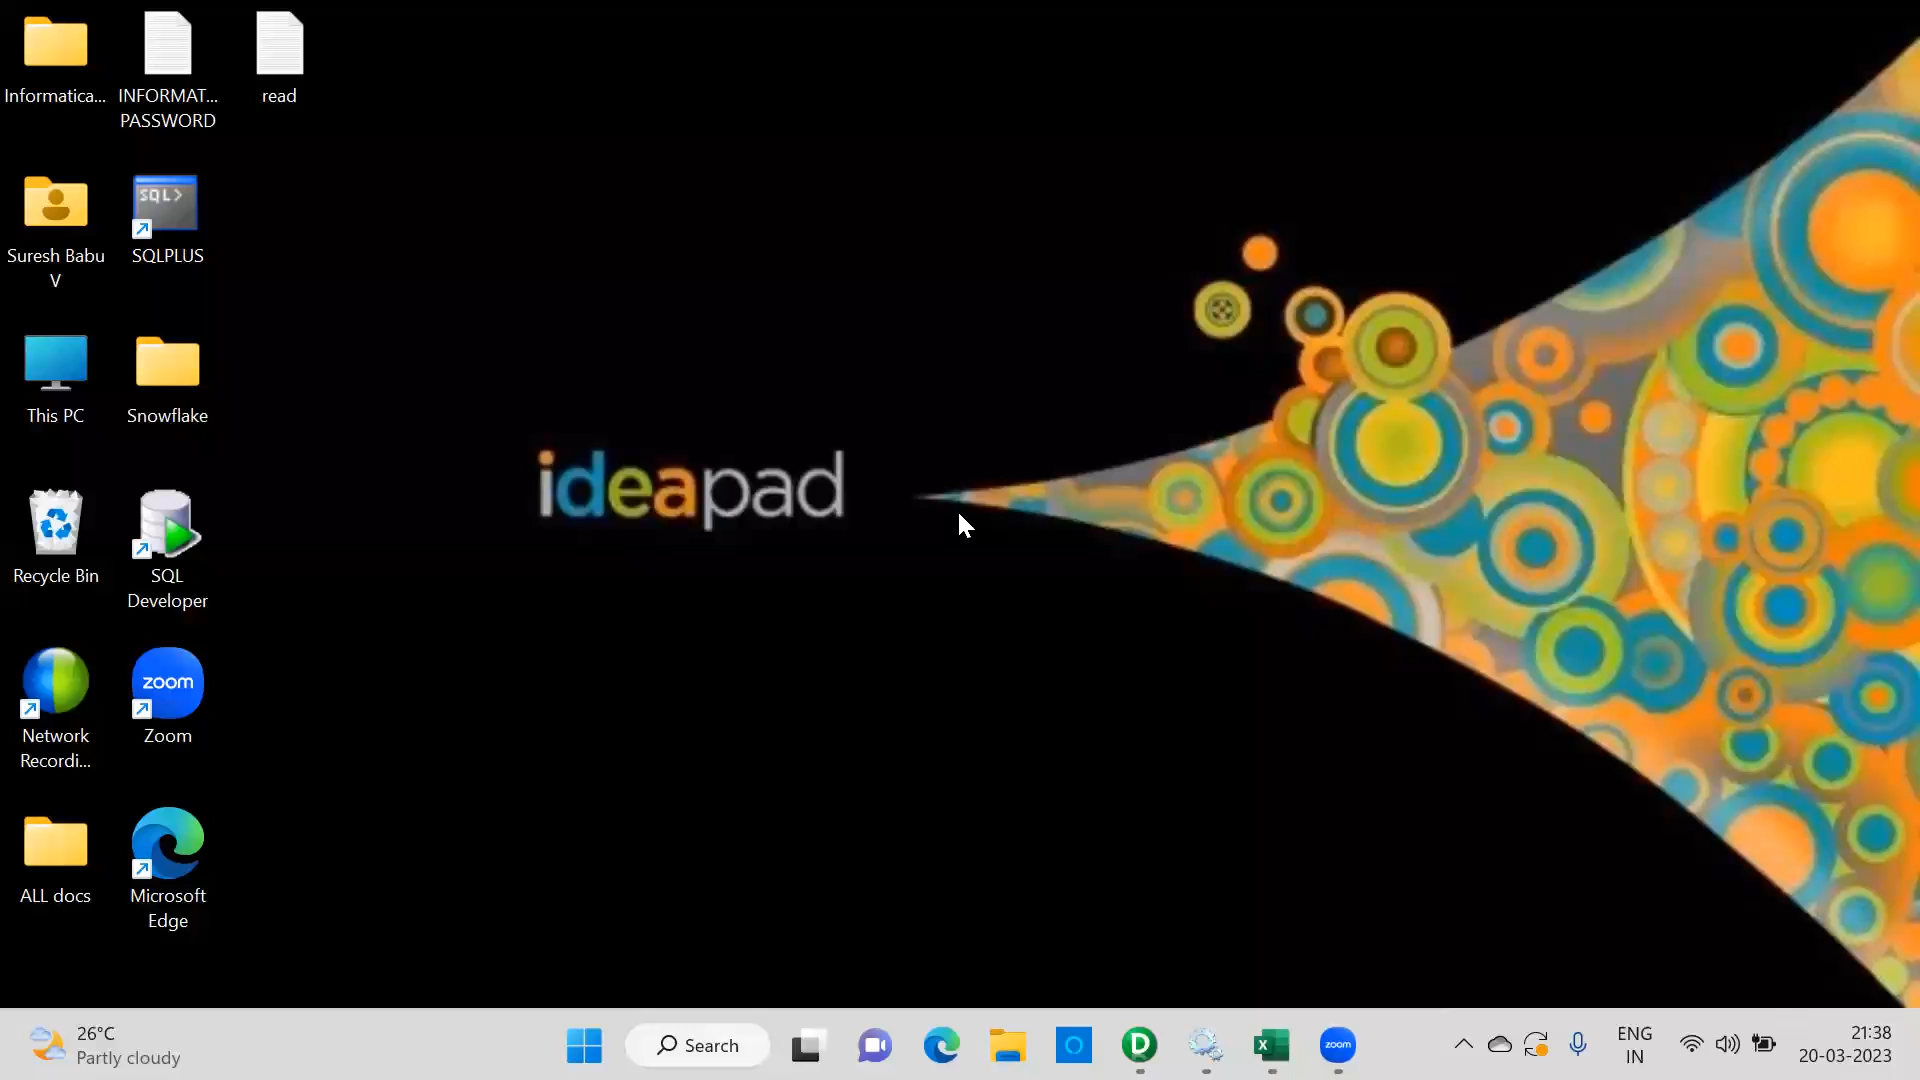 Informatica...
INFORMAT...
PASSWORD
read
Suresh Babu
V
SQL>
SQLPLUS
This PC
Snowflake
ideapad
Recycle Bin
SQL
Developer
zoom
Network
Recordi...
Zoom
ALL docs
Microsoft
Edge
26°C
Partly cloudy
Search
zoom
ENG
IN
21:38
20-03-2023